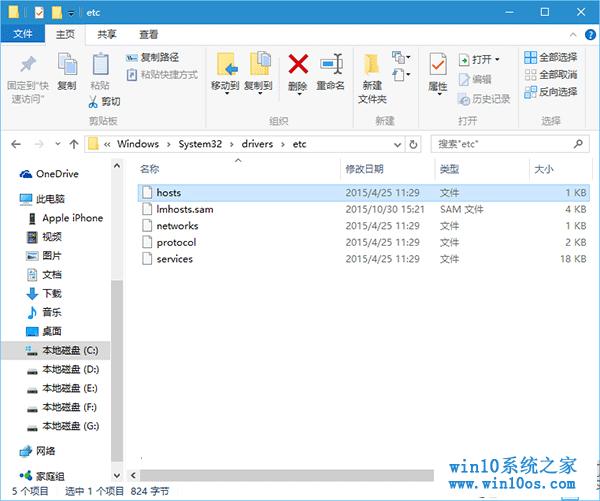 etc
文件 主页 共享 查看
固定到"快速访问"
复制
粘贴
复制路径
粘贴快捷方式
剪切
剪贴板
移动到
复制到
删除
重命名
组织
新建
文件夹
新建
属性
打开
编辑
历史记录
打开
全部选择
全部取消
反向选择
选择
« Windows > System32 > drivers > etc
搜索"etc"
名称 修改日期 类型 大小
hosts 2015/4/25 11:29 文件 1 KB
lmhosts.sam 2015/10/30 15:21 SAM 文件 4 KB
networks 2015/4/25 11:29 文件 1 KB
protocol 2015/4/25 11:29 文件 2 KB
services 2015/4/25 11:29 文件 18 KB
OneDrive
此电脑
Apple iPhone
视频
图片
文档
下载
音乐
桌面
本地磁盘 (C:)
本地磁盘 (D:)
本地磁盘 (E:)
本地磁盘 (F:)
本地磁盘 (G:)
网络
家庭组
5 个项目 选中 1 个项目 824 字节
win10系统之家
www.win10os.com